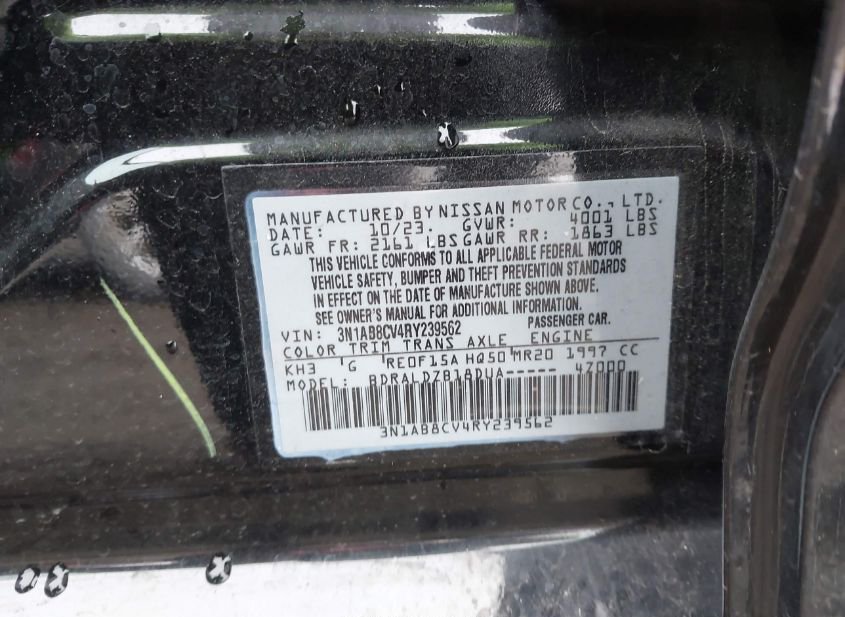 MANUFACTURED BY NISSAN MOTOR CO., LTD.
DATE: 10/23. GVWR: 4001 LBS
GAWR FR: 2161 LBS GAWR RR: 1863 LBS
THIS VEHICLE CONFORMS TO ALL APPLICABLE FEDERAL MOTOR
VEHICLE SAFETY, BUMPER AND THEFT PREVENTION STANDARDS
IN EFFECT ON THE DATE OF MANUFACTURE SHOWN ABOVE.
SEE OWNER'S MANUAL FOR ADDITIONAL INFORMATION.
VIN: 3N1AB8CV4RY239562 PASSENGER CAR.
COLOR TRIM TRANS AXLE ENGINE
KH3 G RE0F15A HQ50 MR20 1997 CC
MODEL: BDRALDZB18DUA----- 47000
3N1AB8CV4RY239562